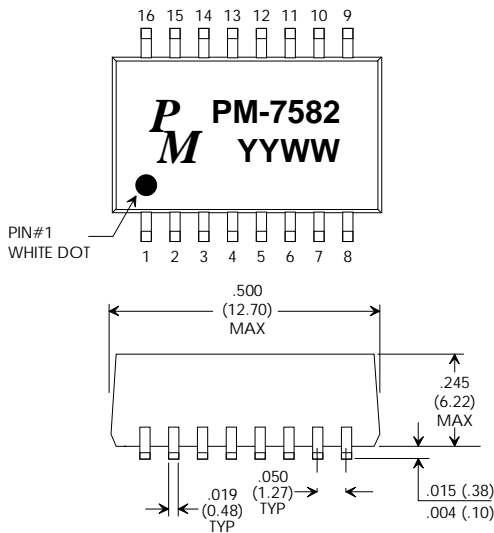 16 15 14 13 12 11 10 9
P
M
PM-7582
YYWW
PIN#1
WHITE DOT
1 2 3 4 5 6 7 8
.500
(12.70)
MAX
.245
(6.22)
MAX
.019
(0.48)
TYP
.050
(1.27)
TYP
.015 (.38)
.004 (.10)